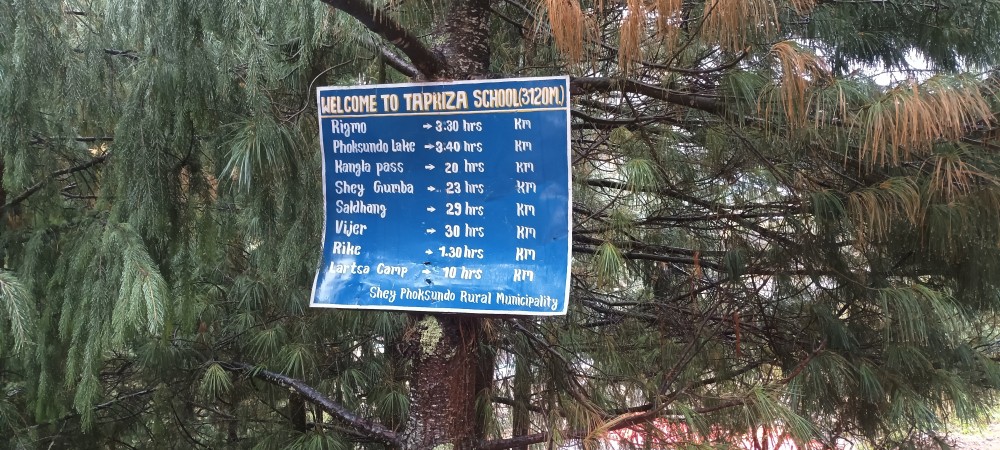 WELCOME TO TAPRIZA SCHOOL(3120M.)
Rigmo → 3:30 hrs Km
Phoksundo Lake → 3:40 hrs Km
Kangla pass → 20 hrs Km
Shey Gumba → 23 hrs Km
Saldhang → 29 hrs Km
Vijer → 30 hrs Km
Rike → 1.30 hrs Km
Lartsa Camp → 10 hrs Km
Shey Phoksundo Rural Municipality